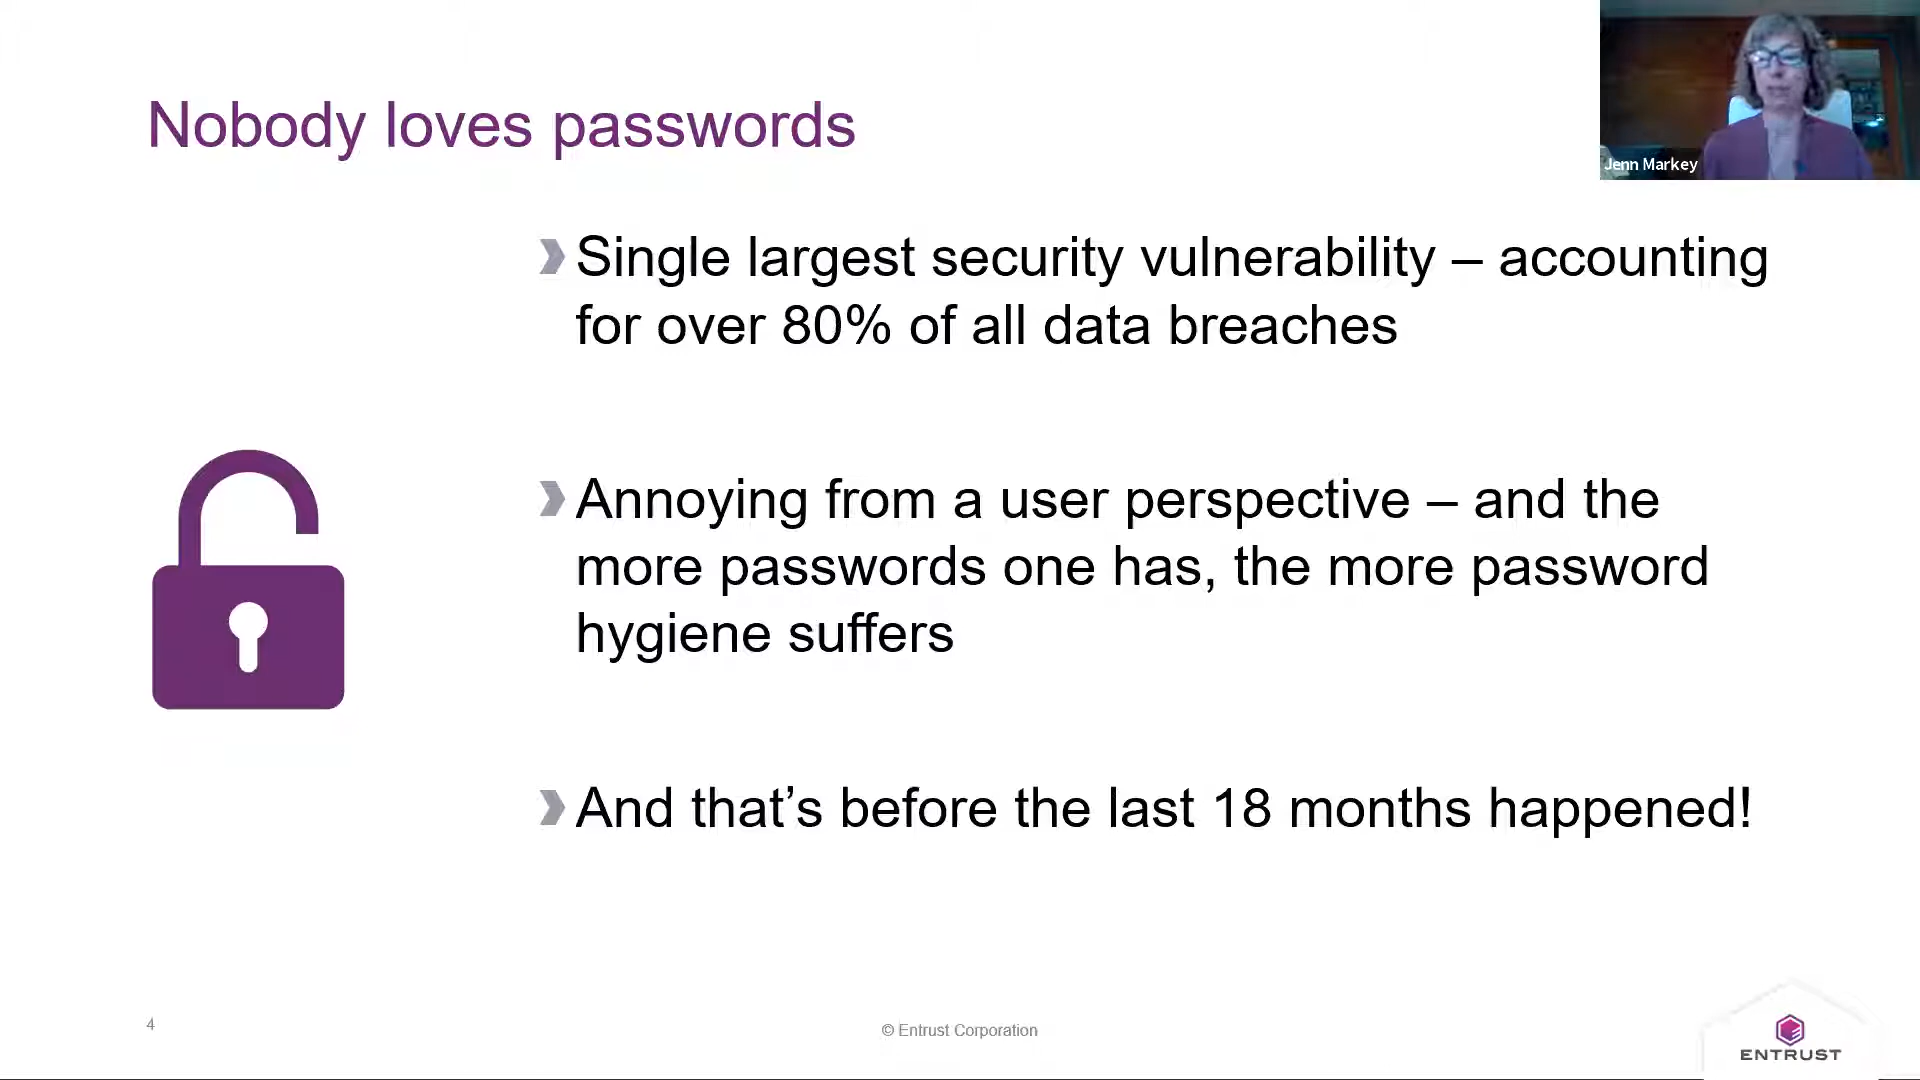 Nobody loves passwords
Jenn Markey
Single largest security vulnerability – accounting
for over 80% of all data breaches
Annoying from a user perspective – and the
more passwords one has, the more password
hygiene suffers
And that’s before the last 18 months happened!
4
© Entrust Corporation
ENTRUST